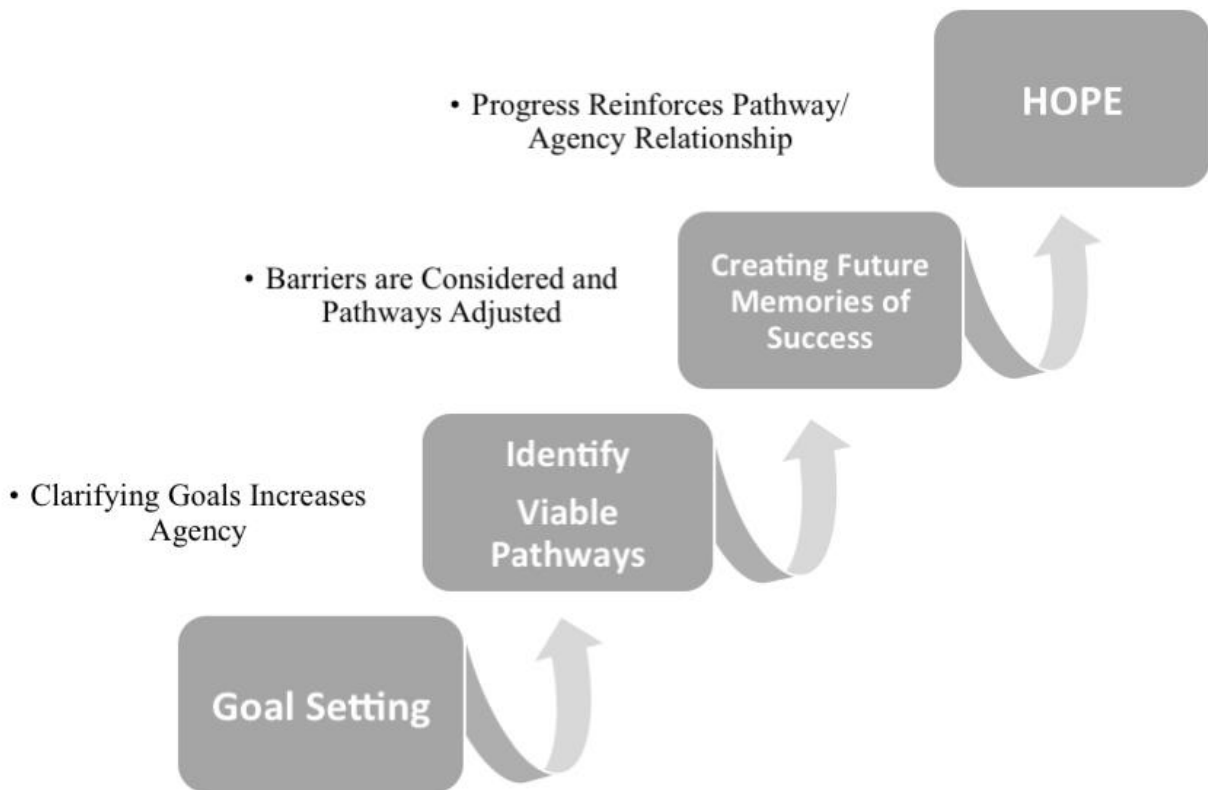 HOPE
• Progress Reinforces Pathway/
Agency Relationship
Creating Future
Memories of
Success
• Barriers are Considered and
Pathways Adjusted
Identify
Viable
Pathways
• Clarifying Goals Increases
Agency
Goal Setting